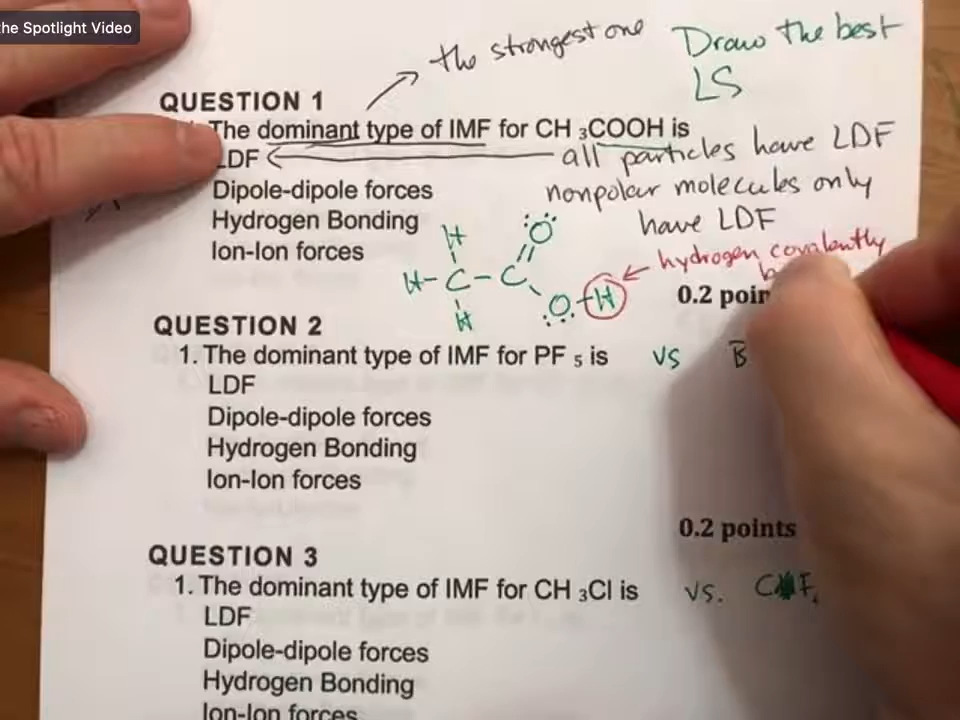 the Spotlight Video
the strongest one
Draw the best
LS
QUESTION 1
The dominant type of IMF for CH 3COOH is
LDF
all particles have LDF
Dipole-dipole forces
nonpolar molecules only
Hydrogen Bonding
have LDF
Ion-Ion forces
hydrogen covalently
H
O
H-C-C
O-H
H
0.2 poin
QUESTION 2
1. The dominant type of IMF for PF 5 is vs B
LDF
Dipole-dipole forces
Hydrogen Bonding
Ion-Ion forces
0.2 points
QUESTION 3
1. The dominant type of IMF for CH 3Cl is vs.
LDF
Dipole-dipole forces
Hydrogen Bonding
Ion-Ion forces